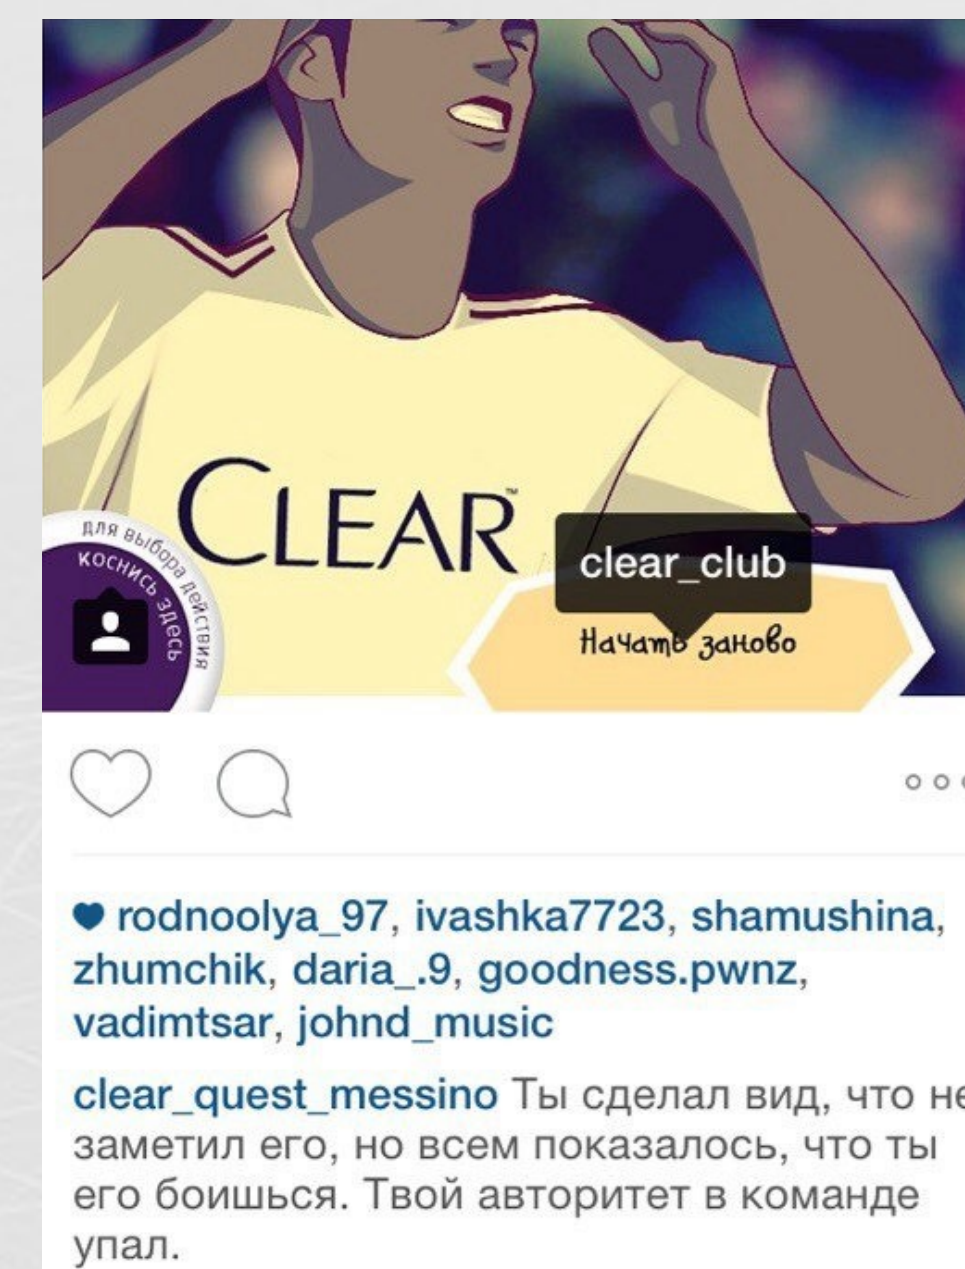 CLEAR™
для выбора действия
коснись здесь
clear_club
Начать заново
rodnoolya_97, ivashka7723, shamushina,
zhumchik, daria_.9, goodness.pwnz,
vadimtsar, johnd_music
clear_quest_messino Ты сделал вид, что не
заметил его, но всем показалось, что ты
его боишься. Твой авторитет в команде
упал.